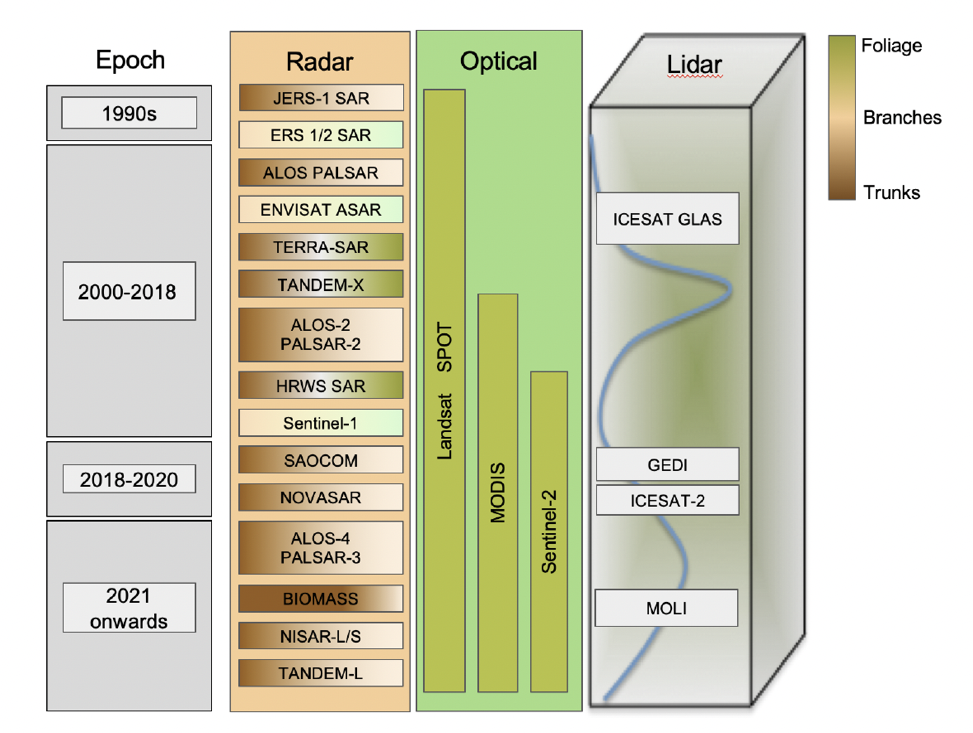 Epoch
1990s
2000-2018
2018-2020
2021
onwards
Radar
JERS-1 SAR
ERS 1/2 SAR
ALOS PALSAR
ENVISAT ASAR
TERRA-SAR
TANDEM-X
ALOS-2
PALSAR-2
HRWS SAR
Sentinel-1
SAOCOM
NOVASAR
ALOS-4
PALSAR-3
BIOMASS
NISAR-L/S
TANDEM-L
Optical
Landsat SPOT
MODIS
Sentinel-2
Lidar
ICESAT GLAS
GEDI
ICESAT-2
MOLI
Foliage
Branches
Trunks